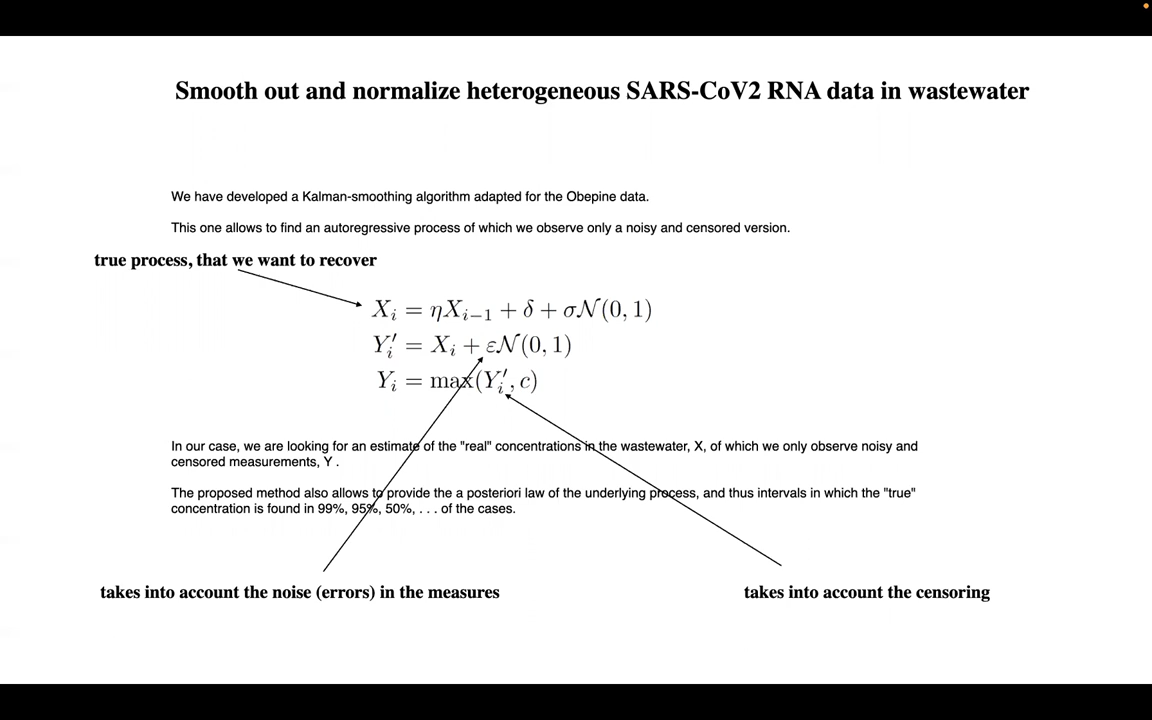 Smooth out and normalize heterogeneous SARS-CoV2 RNA data in wastewater
We have developed a Kalman-smoothing algorithm adapted for the Obepine data.
This one allows to find an autoregressive process of which we observe only a noisy and censored version.
true process, that we want to recover
X_i = ηX_{i−1} + δ + σ𝒩(0, 1)
Y′_i = X_i + ε𝒩(0, 1)
Y_i = max(Y′_i, c)
In our case, we are looking for an estimate of the "real" concentrations in the wastewater, X, of which we only observe noisy and
censored measurements, Y .
The proposed method also allows to provide the a posteriori law of the underlying process, and thus intervals in which the "true"
concentration is found in 99%, 95%, 50%, . . . of the cases.
takes into account the noise (errors) in the measures
takes into account the censoring